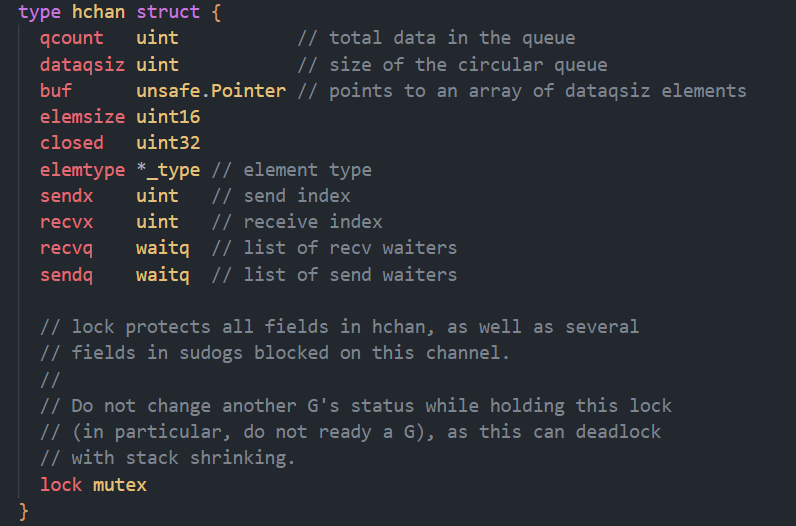 type hchan struct {
qcount   uint           // total data in the queue
dataqsiz uint           // size of the circular queue
buf      unsafe.Pointer // points to an array of dataqsiz elements
elemsize uint16
closed   uint32
elemtype *_type // element type
sendx    uint   // send index
recvx    uint   // receive index
recvq    waitq  // list of recv waiters
sendq    waitq  // list of send waiters
// lock protects all fields in hchan, as well as several
// fields in sudogs blocked on this channel.
//
// Do not change another G's status while holding this lock
// (in particular, do not ready a G), as this can deadlock
// with stack shrinking.
lock mutex
}